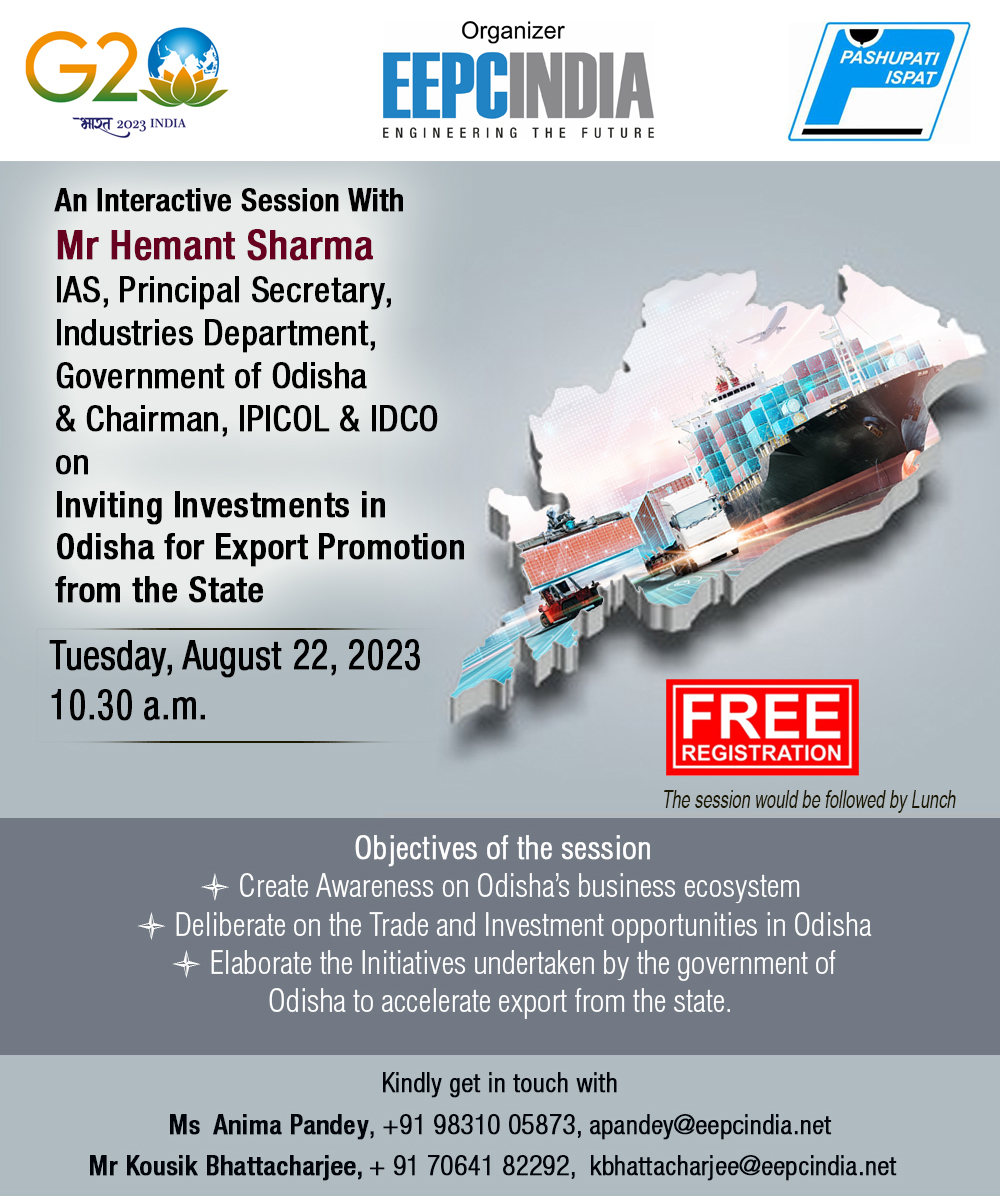 G20
भारत 2023 INDIA
Organizer
EEPCINDIA
ENGINEERING THE FUTURE
PASHUPATI
ISPAT
An Interactive Session With
Mr Hemant Sharma
IAS, Principal Secretary,
Industries Department,
Government of Odisha
& Chairman, IPICOL & IDCO
on
Inviting Investments in
Odisha for Export Promotion
from the State
Tuesday, August 22, 2023
10.30 a.m.
FREE
REGISTRATION
The session would be followed by Lunch
Objectives of the session
Create Awareness on Odisha's business ecosystem
Deliberate on the Trade and Investment opportunities in Odisha
Elaborate the Initiatives undertaken by the government of
Odisha to accelerate export from the state.
Kindly get in touch with
Ms Anima Pandey, +91 98310 05873, apandey@eepcindia.net
Mr Kousik Bhattacharjee, + 91 70641 82292, kbhattacharjee@eepcindia.net